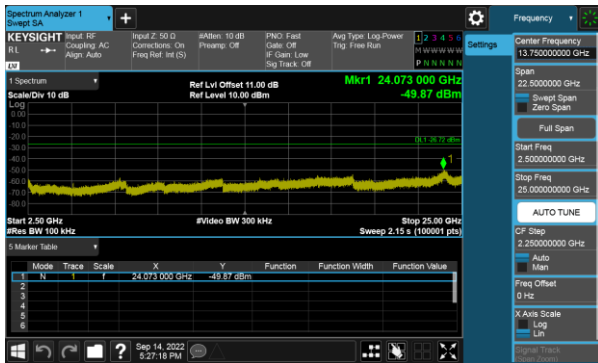 Spectrum Analyzer 1
Swept SA
Frequency
KEYSIGHT
RL
Input: RF
Coupling: AC
Align: Auto
Input Z: 50 Ω
Corrections: On
Freq Ref: Int (S)
#Atten: 10 dB
Preamp: Off
PNO: Fast
Gate: Off
IF Gain: Low
Sig Track: Off
Avg Type: Log-Power
Trig: Free Run
1 2 3 4 5 6
M W W W W W
P N N N N N
Settings
Center Frequency
13.750000000 GHz
Span
22.5000000 GHz
Swept Span
Zero Span
Full Span
Start Freq
2.500000000 GHz
Stop Freq
25.000000000 GHz
AUTO TUNE
CF Step
2.250000000 GHz
Auto
Man
Freq Offset
0 Hz
X Axis Scale
Log
Lin
Signal Track
(Span Zoom)
1 Spectrum
Scale/Div 10 dB
Ref Lvl Offset 11.00 dB
Ref Level 10.00 dBm
Mkr1 24.073 000 GHz
-49.87 dBm
Log
0.00
-10.0
-20.0
-30.0
-40.0
-50.0
-60.0
-70.0
-80.0
DL1 -26.72 dBm
1
Start 2.50 GHz
#Res BW 100 kHz
#Video BW 300 kHz
Stop 25.00 GHz
Sweep 2.15 s (100001 pts)
5 Marker Table
Mode Trace Scale X Y Function Function Width Function Value
1 N 1 f 24.073 000 GHz -49.87 dBm
2
3
4
5
6
?
Sep 14, 2022
5:27:18 PM